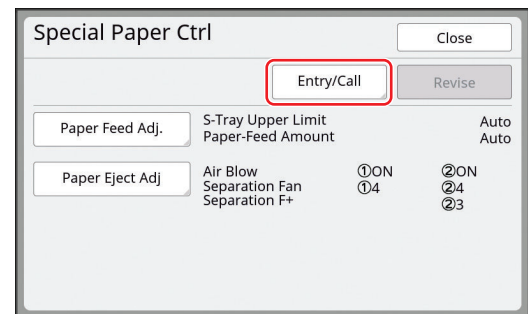 Special Paper Ctrl
Close
Entry/Call
Revise
Paper Feed Adj.
S-Tray Upper Limit Auto
Paper-Feed Amount Auto
Paper Eject Adj
Air Blow ①ON ②ON
Separation Fan ①4 ②4
Separation F+ ②3